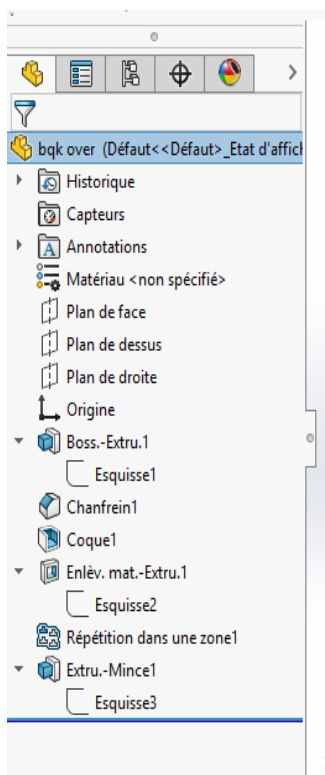 bqk over (Défaut<<Défaut>_Etat d'affich
Historique
Capteurs
Annotations
Matériau <non spécifié>
Plan de face
Plan de dessus
Plan de droite
Origine
Boss.-Extru.1
Esquisse1
Chanfrein1
Coque1
Enlèv. mat.-Extru.1
Esquisse2
Répétition dans une zone1
Extru.-Mince1
Esquisse3